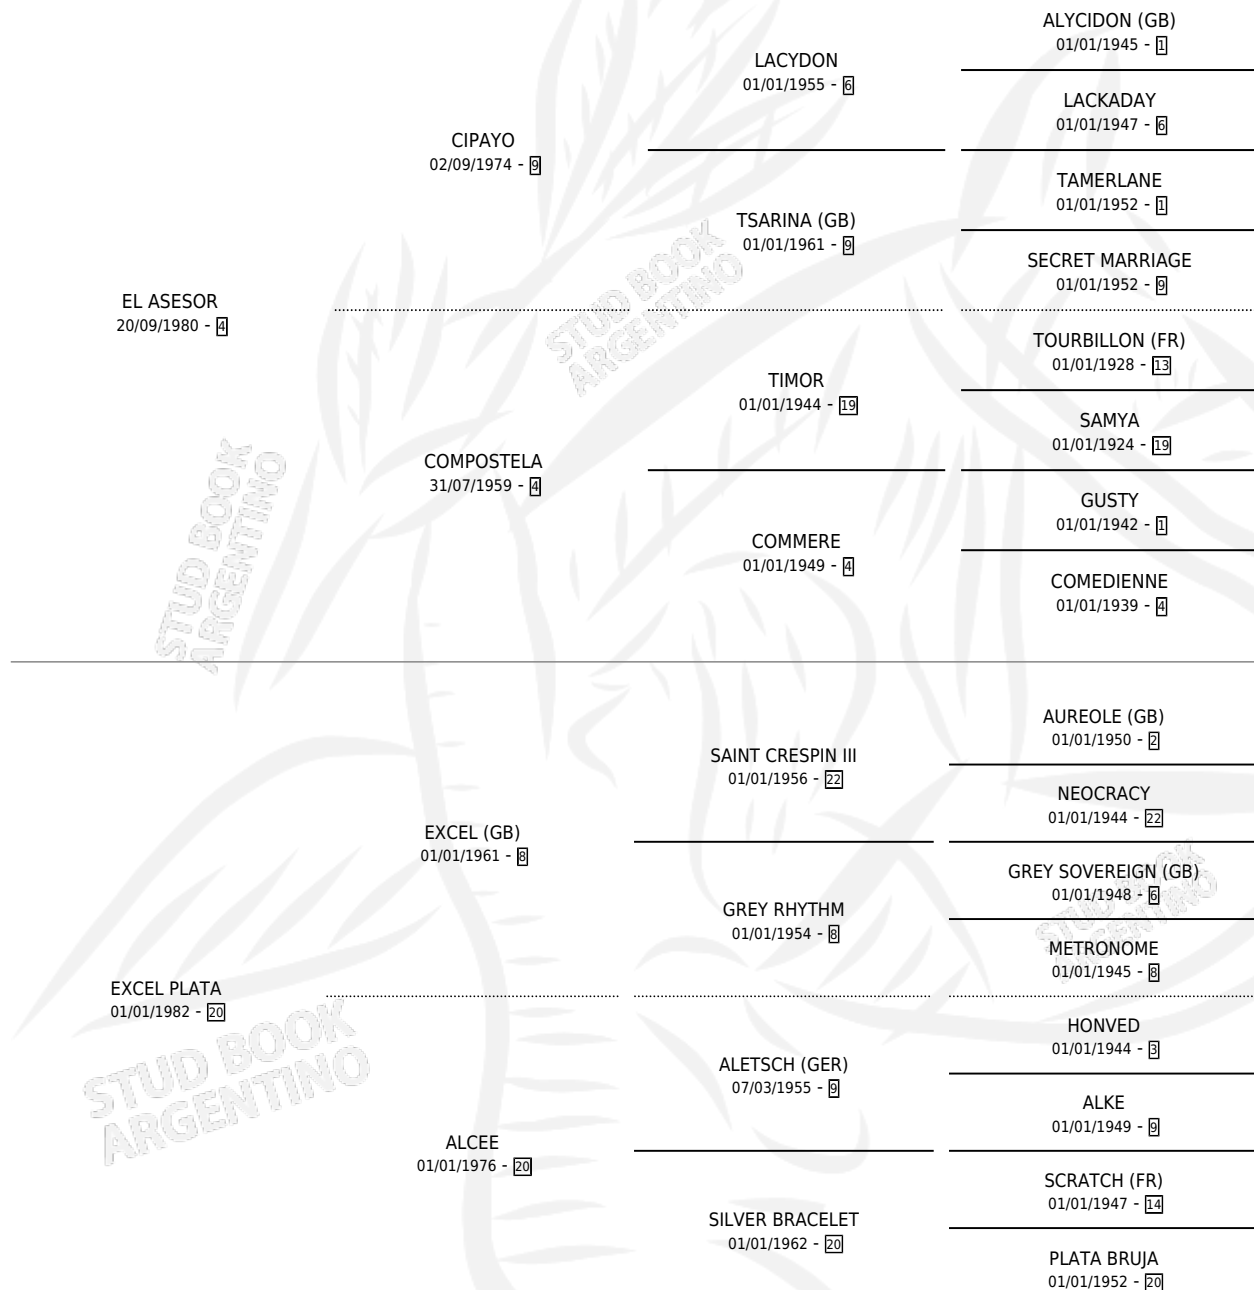 ALYCIDON (GB)
01/01/1945 - 1
LACYDON
01/01/1955 - 6
LACKADAY
01/01/1947 - 6
CIPAYO
02/09/1974 - 9
TAMERLANE
01/01/1952 - 1
TSARINA (GB)
01/01/1961 - 9
SECRET MARRIAGE
01/01/1952 - 9
EL ASESOR
20/09/1980 - 4
TOURBILLON (FR)
01/01/1928 - 13
TIMOR
01/01/1944 - 19
SAMYA
01/01/1924 - 19
COMPOSTELA
31/07/1959 - 4
GUSTY
01/01/1942 - 1
COMMERE
01/01/1949 - 4
COMEDIENNE
01/01/1939 - 4
AUREOLE (GB)
01/01/1950 - 2
SAINT CRESPIN III
01/01/1956 - 22
NEOCRACY
01/01/1944 - 22
EXCEL (GB)
01/01/1961 - 8
GREY SOVEREIGN (GB)
01/01/1948 - 6
GREY RHYTHM
01/01/1954 - 8
METRONOME
01/01/1945 - 8
EXCEL PLATA
01/01/1982 - 20
HONVED
01/01/1944 - 3
ALETSCH (GER)
07/03/1955 - 9
ALKE
01/01/1949 - 9
ALCEE
01/01/1976 - 20
SCRATCH (FR)
01/01/1947 - 14
SILVER BRACELET
01/01/1962 - 20
PLATA BRUJA
01/01/1952 - 20
STUD BOOK
ARGENTINO
STUD BOOK
ARGENTINO
STUD BOOK
ARGENTINO
STUD BOOK
ARGENTINO